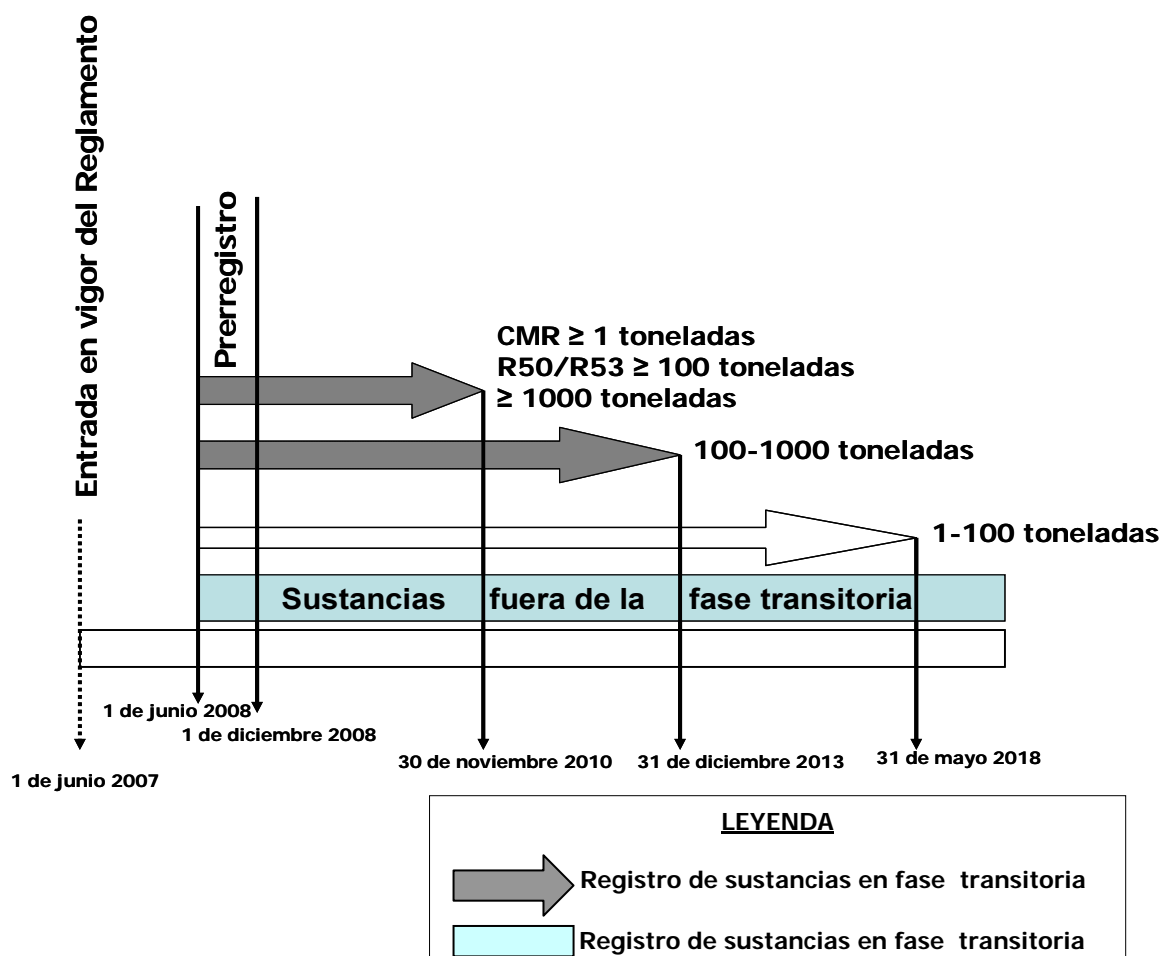 Entrada en vigor del Reglamento
Prerregistro
CMR ≥ 1 toneladas
R50/R53 ≥ 100 toneladas
≥ 1000 toneladas
100-1000 toneladas
1-100 toneladas
Sustancias fuera de la fase transitoria
1 de junio 2008
1 de diciembre 2008
30 de noviembre 2010
31 de diciembre 2013
31 de mayo 2018
1 de junio 2007
LEYENDA
Registro de sustancias en fase transitoria
Registro de sustancias en fase transitoria